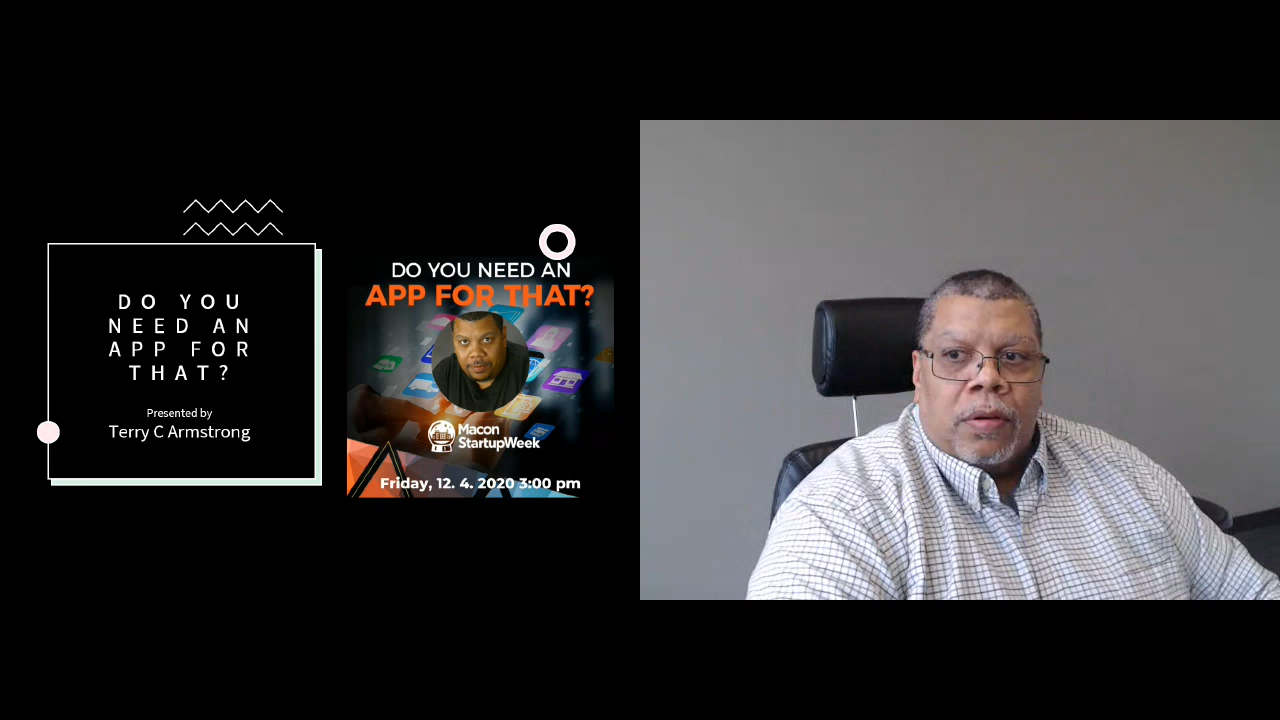 DO YOU
NEED AN
APP FOR
THAT?
Presented by
Terry C Armstrong
DO YOU NEED AN
APP FOR THAT?
Macon
StartupWeek
Friday, 12. 4. 2020 3:00 pm